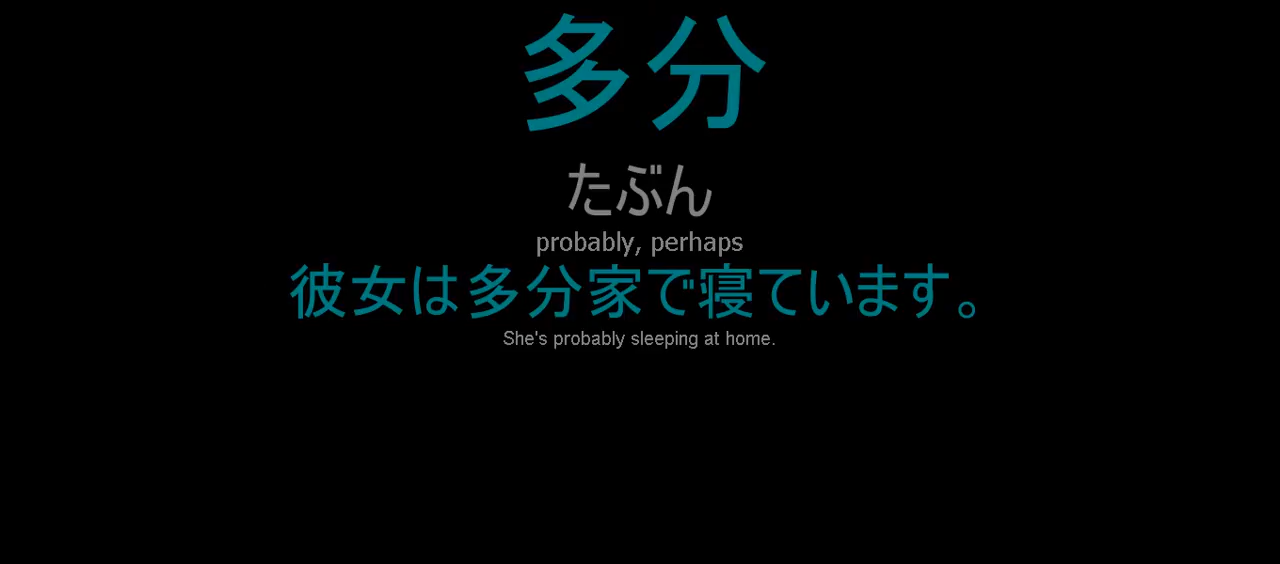 多分
たぶん
probably, perhaps
彼女は多分家で寝ています。
She's probably sleeping at home.